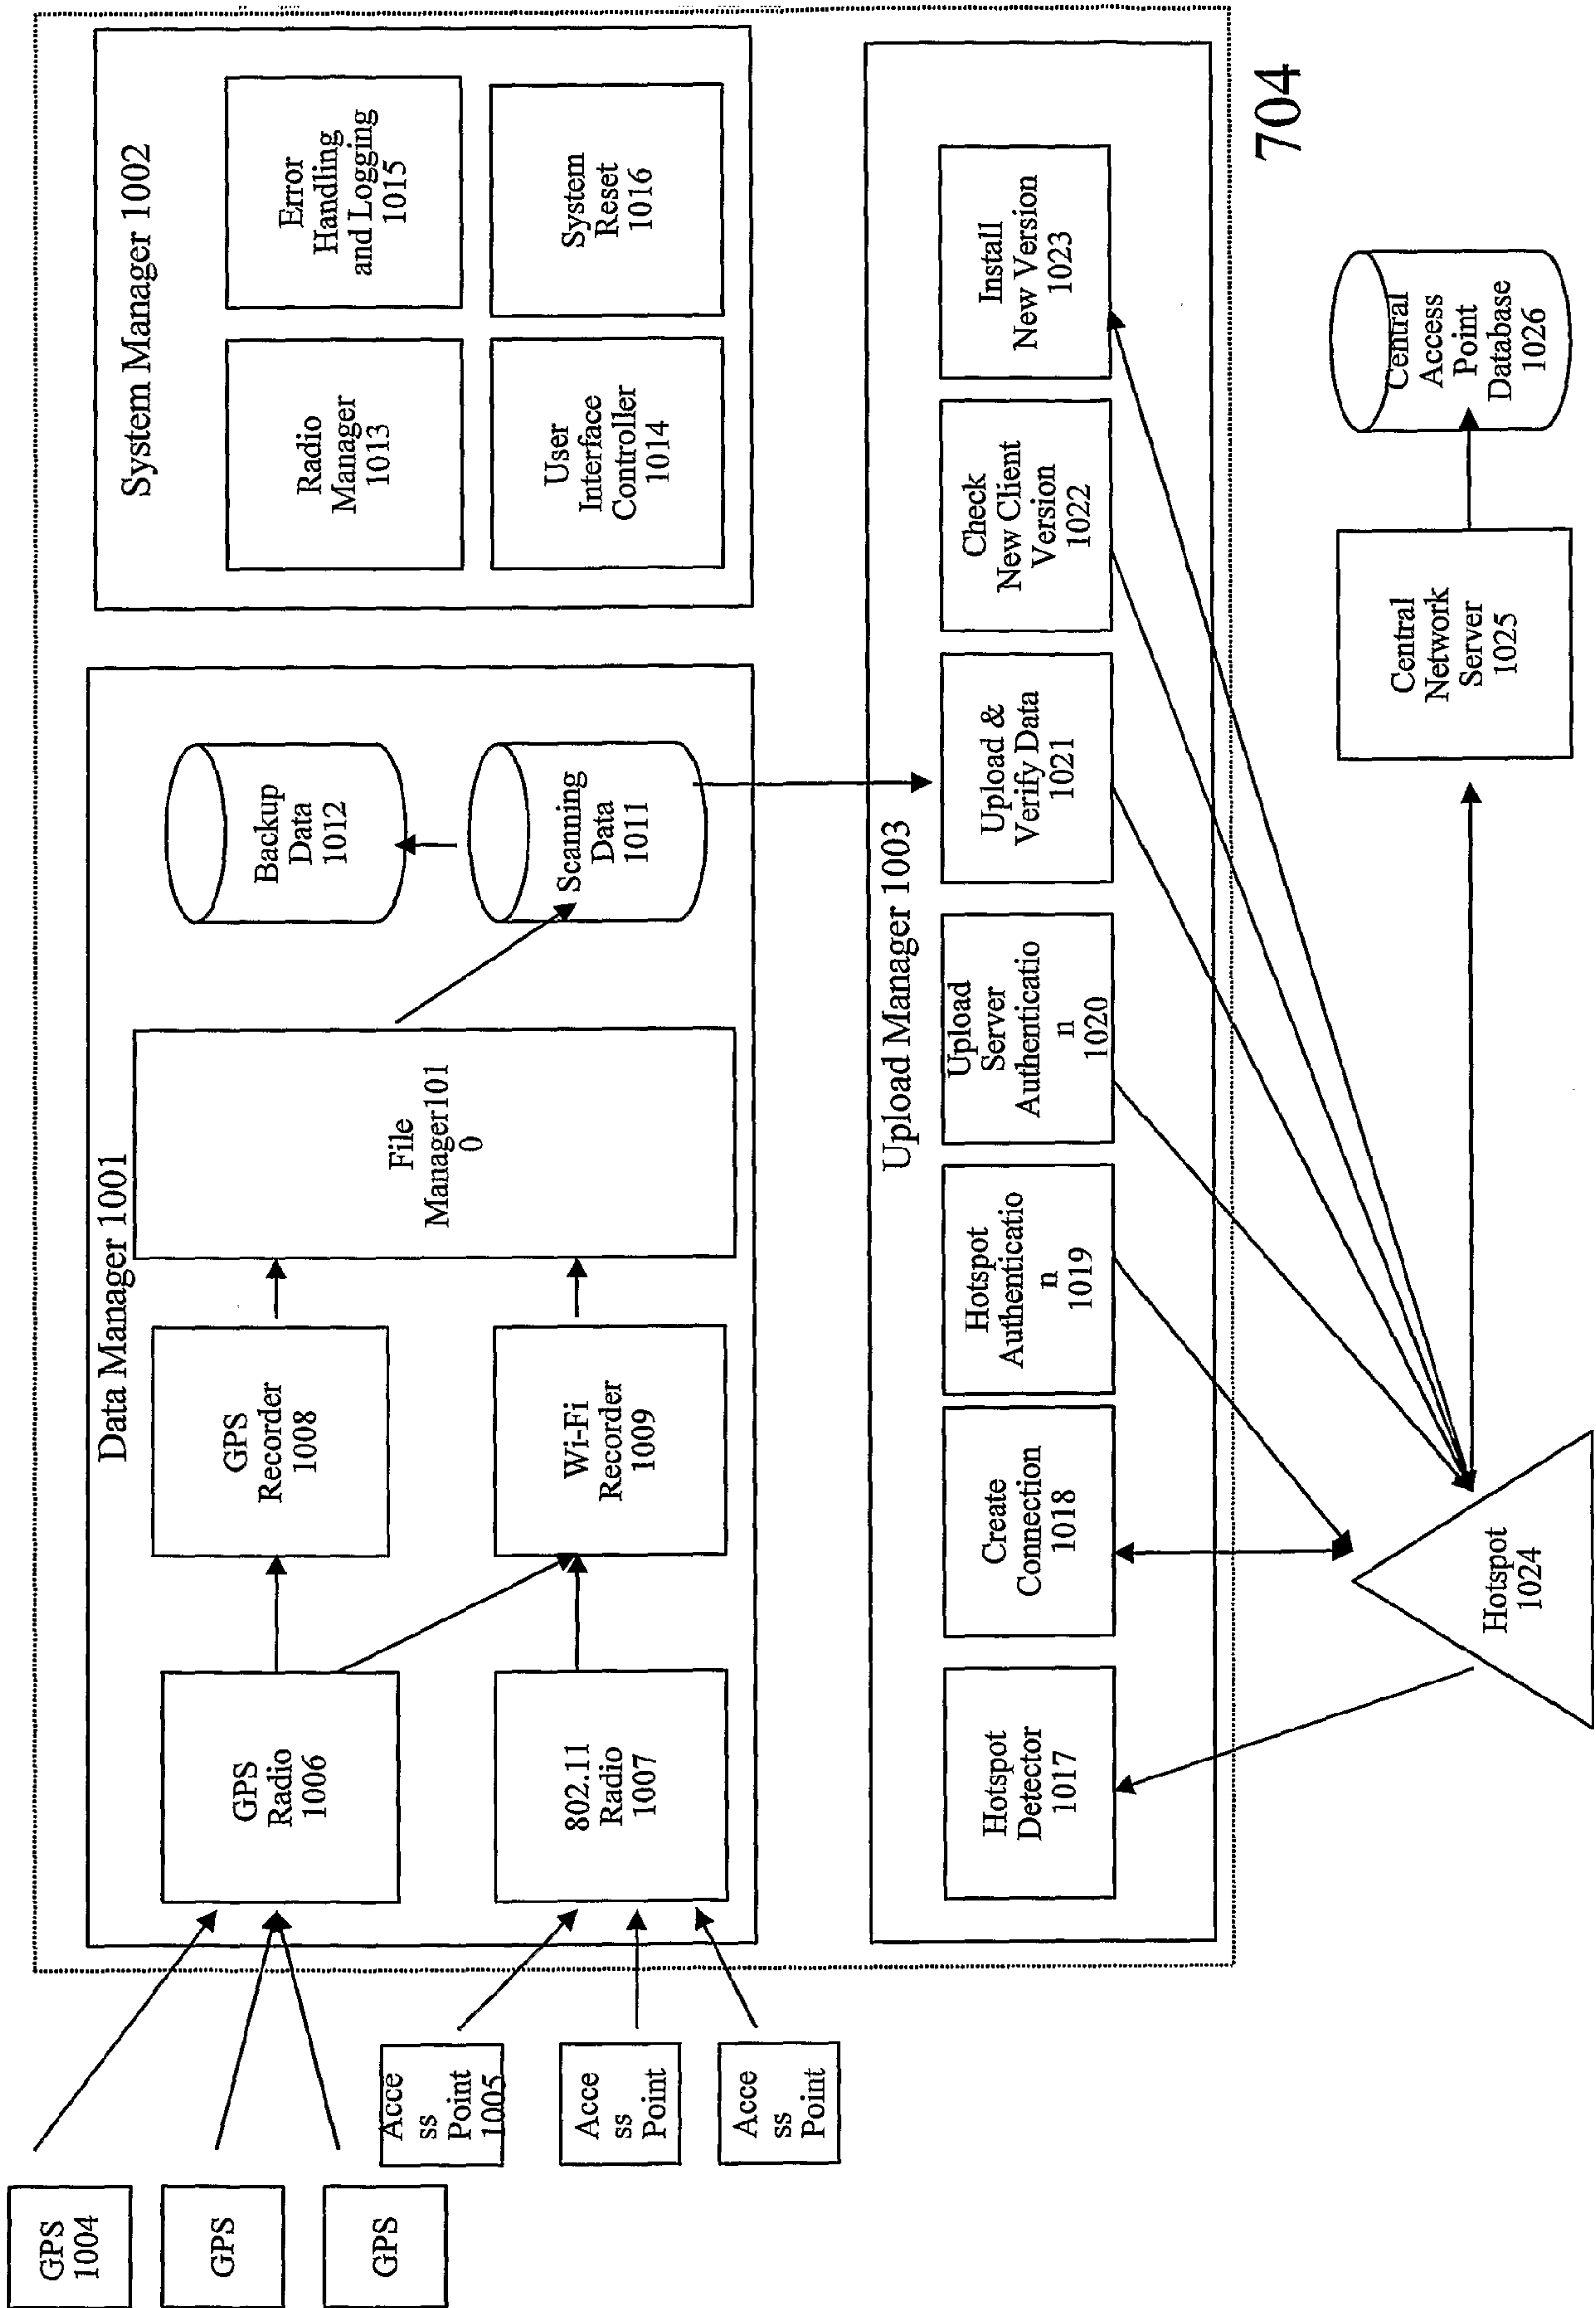 Data Manager 1001
System Manager 1002
GPS
1004
GPS
GPS
Acce
ss
Point
1005
Acce
ss
Point
Acce
ss
Point
GPS
Radio
1006
802.11
Radio
1007
GPS
Recorder
1008
Wi-Fi
Recorder
1009
File
Manager101
0
Backup
Data
1012
Scanning
Data
1011
Radio
Manager
1013
Error
Handling
and Logging
1015
User
Interface
Controller
1014
System
Reset
1016
Upload Manager 1003
Hotspot
Detector
1017
Create
Connection
1018
Hotspot
Authenticatio
n
1019
Upload
Server
Authenticatio
n
1020
Upload &
Verify Data
1021
Check
New Client
Version
1022
Install
New Version
1023
704
Hotspot
1024
Central
Network
Server
1025
Central
Access
Point
Database
1026